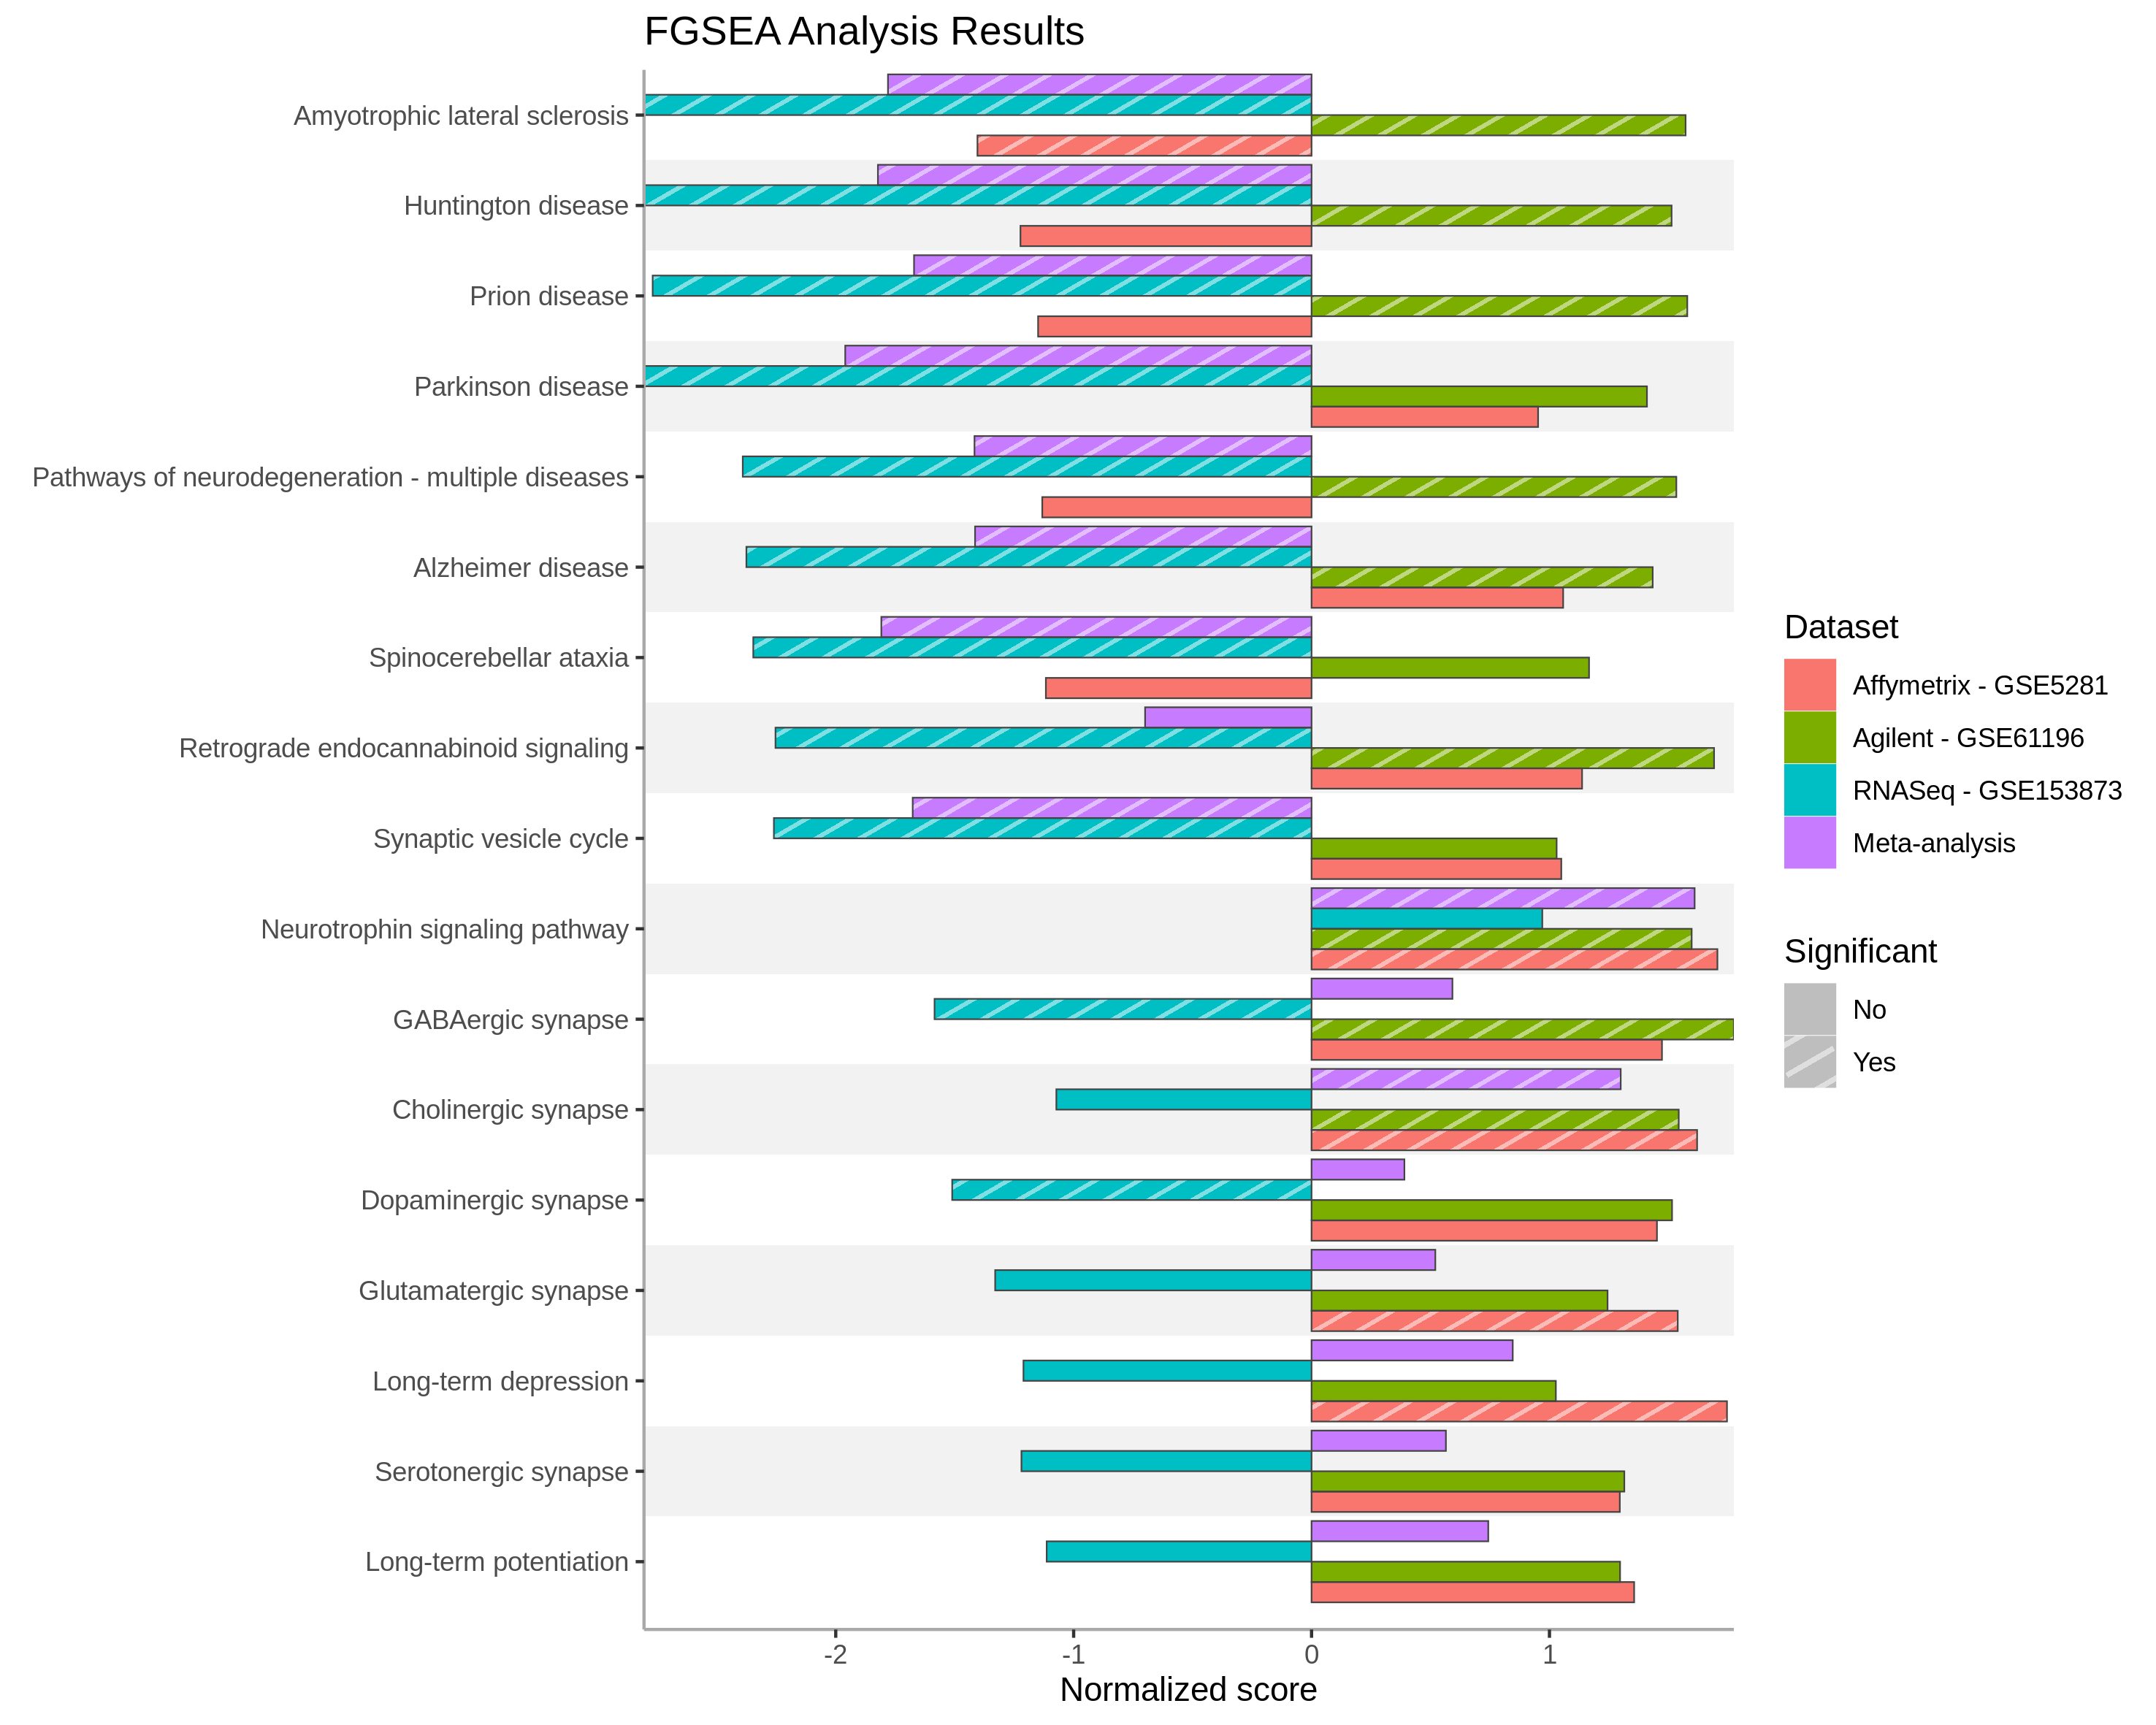 FGSEA Analysis Results
Amyotrophic lateral sclerosis
Huntington disease
Prion disease
Parkinson disease
Pathways of neurodegeneration - multiple diseases
Alzheimer disease
Spinocerebellar ataxia
Retrograde endocannabinoid signaling
Synaptic vesicle cycle
Neurotrophin signaling pathway
GABAergic synapse
Cholinergic synapse
Dopaminergic synapse
Glutamatergic synapse
Long-term depression
Serotonergic synapse
Long-term potentiation
-2 -1 0 1
Normalized score
Dataset
Affymetrix - GSE5281
Agilent - GSE61196
RNASeq - GSE153873
Meta-analysis
Significant
No
Yes